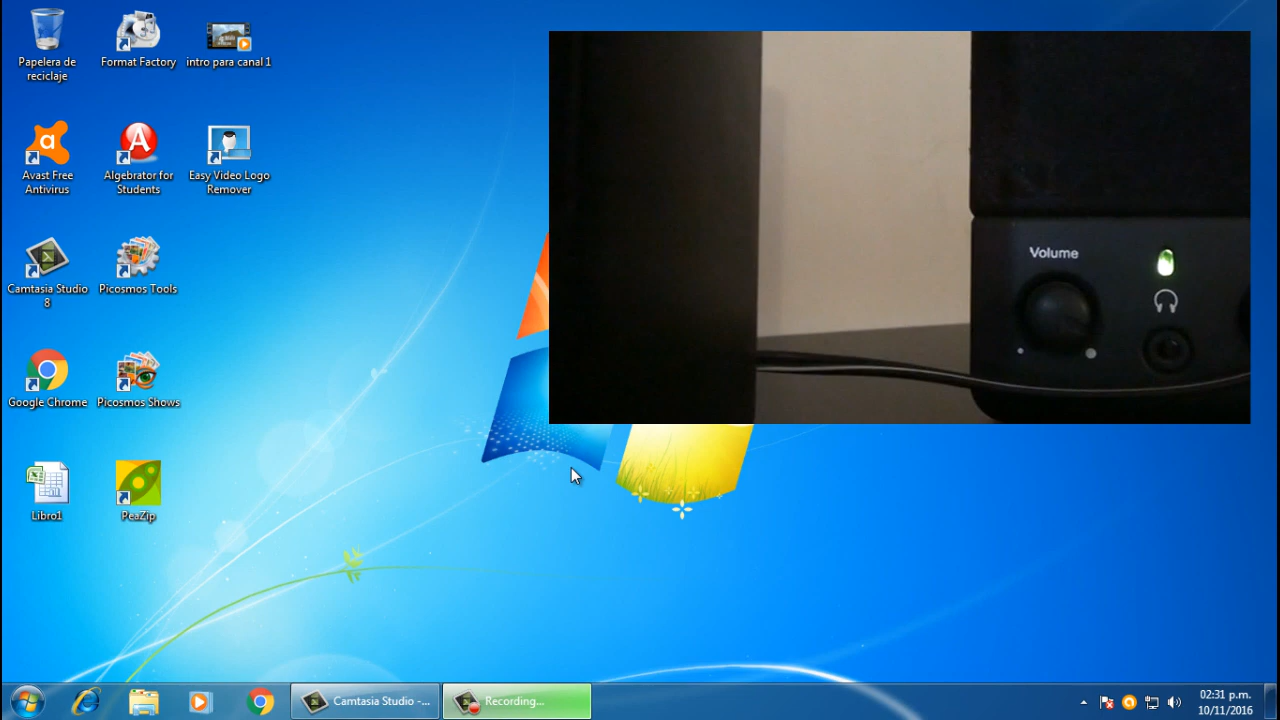 Papelera de
reciclaje
Format Factory
intro para canal 1
Avast Free
Antivirus
Algebrator for
Students
Easy Video Logo
Remover
Camtasia Studio
8
Picosmos Tools
Google Chrome
Picosmos Shows
Libro1
PeaZip
Volume
Camtasia Studio -...
Recording...
02:31 p.m.
10/11/2016